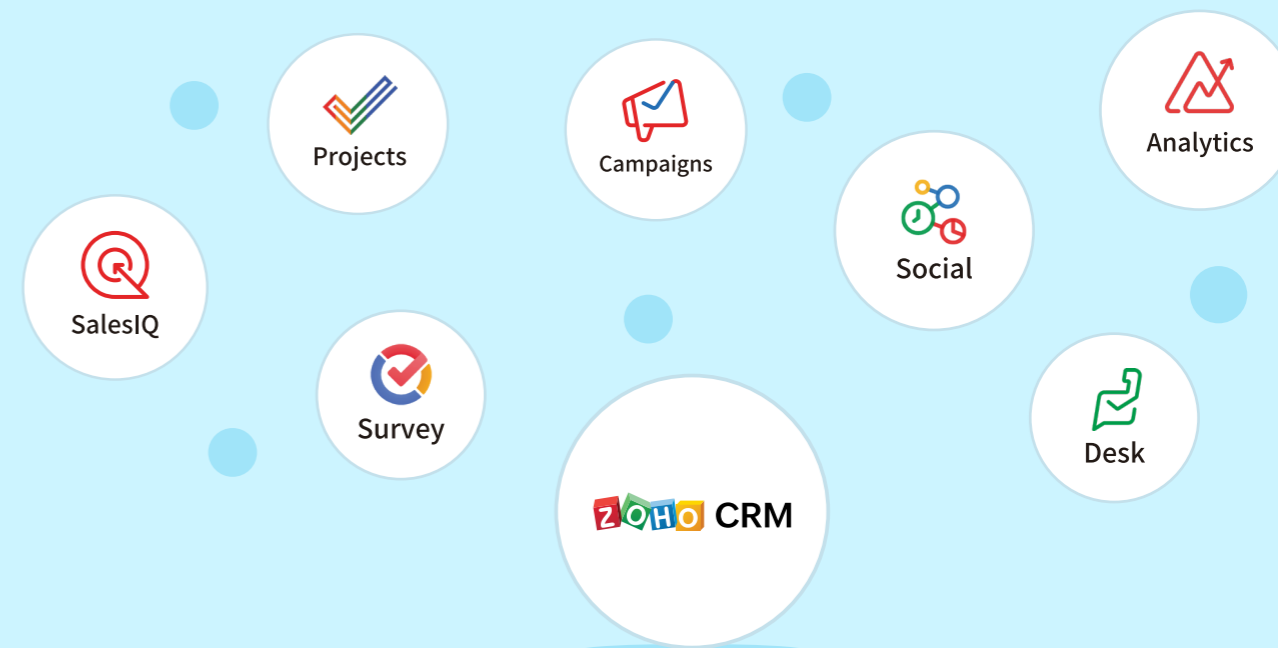 Projects
Campaigns
Analytics
Social
SalesIQ
Survey
Desk
ZOHO CRM